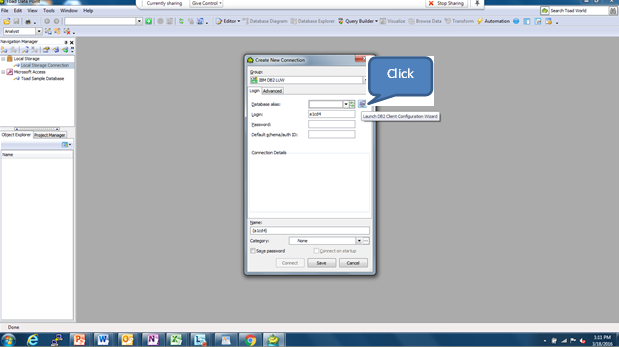 Toad Data Point
Currently sharing
Give Control
Stop Sharing
File Edit View Tools Window Help
Search Toad World
Editor
Database Diagram
Database Explorer
Query Builder
Visualize
Browse Data
Transform
Automation
Analyst
Navigation Manager
Local Storage
Local Storage Connection
Microsoft Access
Toad Sample Database
Object Explorer
Project Manager
Name
Create New Connection
Group:
IBM DB2 LUW
Login
Advanced
Database alias:
Login:
Password:
Default schema/auth ID:
Connection Details
Click
Launch DB2 Client Configuration Wizard
Name:
Category:
None
Save password
Connect on startup
Connect
Save
Cancel
Done
1:11 PM
3/18/2016